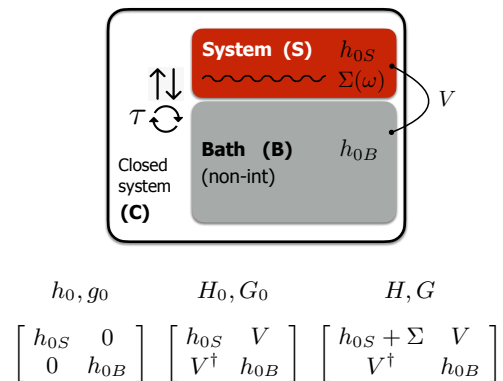 System (S) h_{0S}
Σ(ω)
V
τ
Bath (B) h_{0B}
(non-int)
Closed
system
(C)
h_0, g_0 H_0, G_0 H, G
[ h_{0S} 0 ] [ h_{0S} V ] [ h_{0S} + Σ V ]
[ 0 h_{0B} ] [ V^† h_{0B} ] [ V^† h_{0B} ]